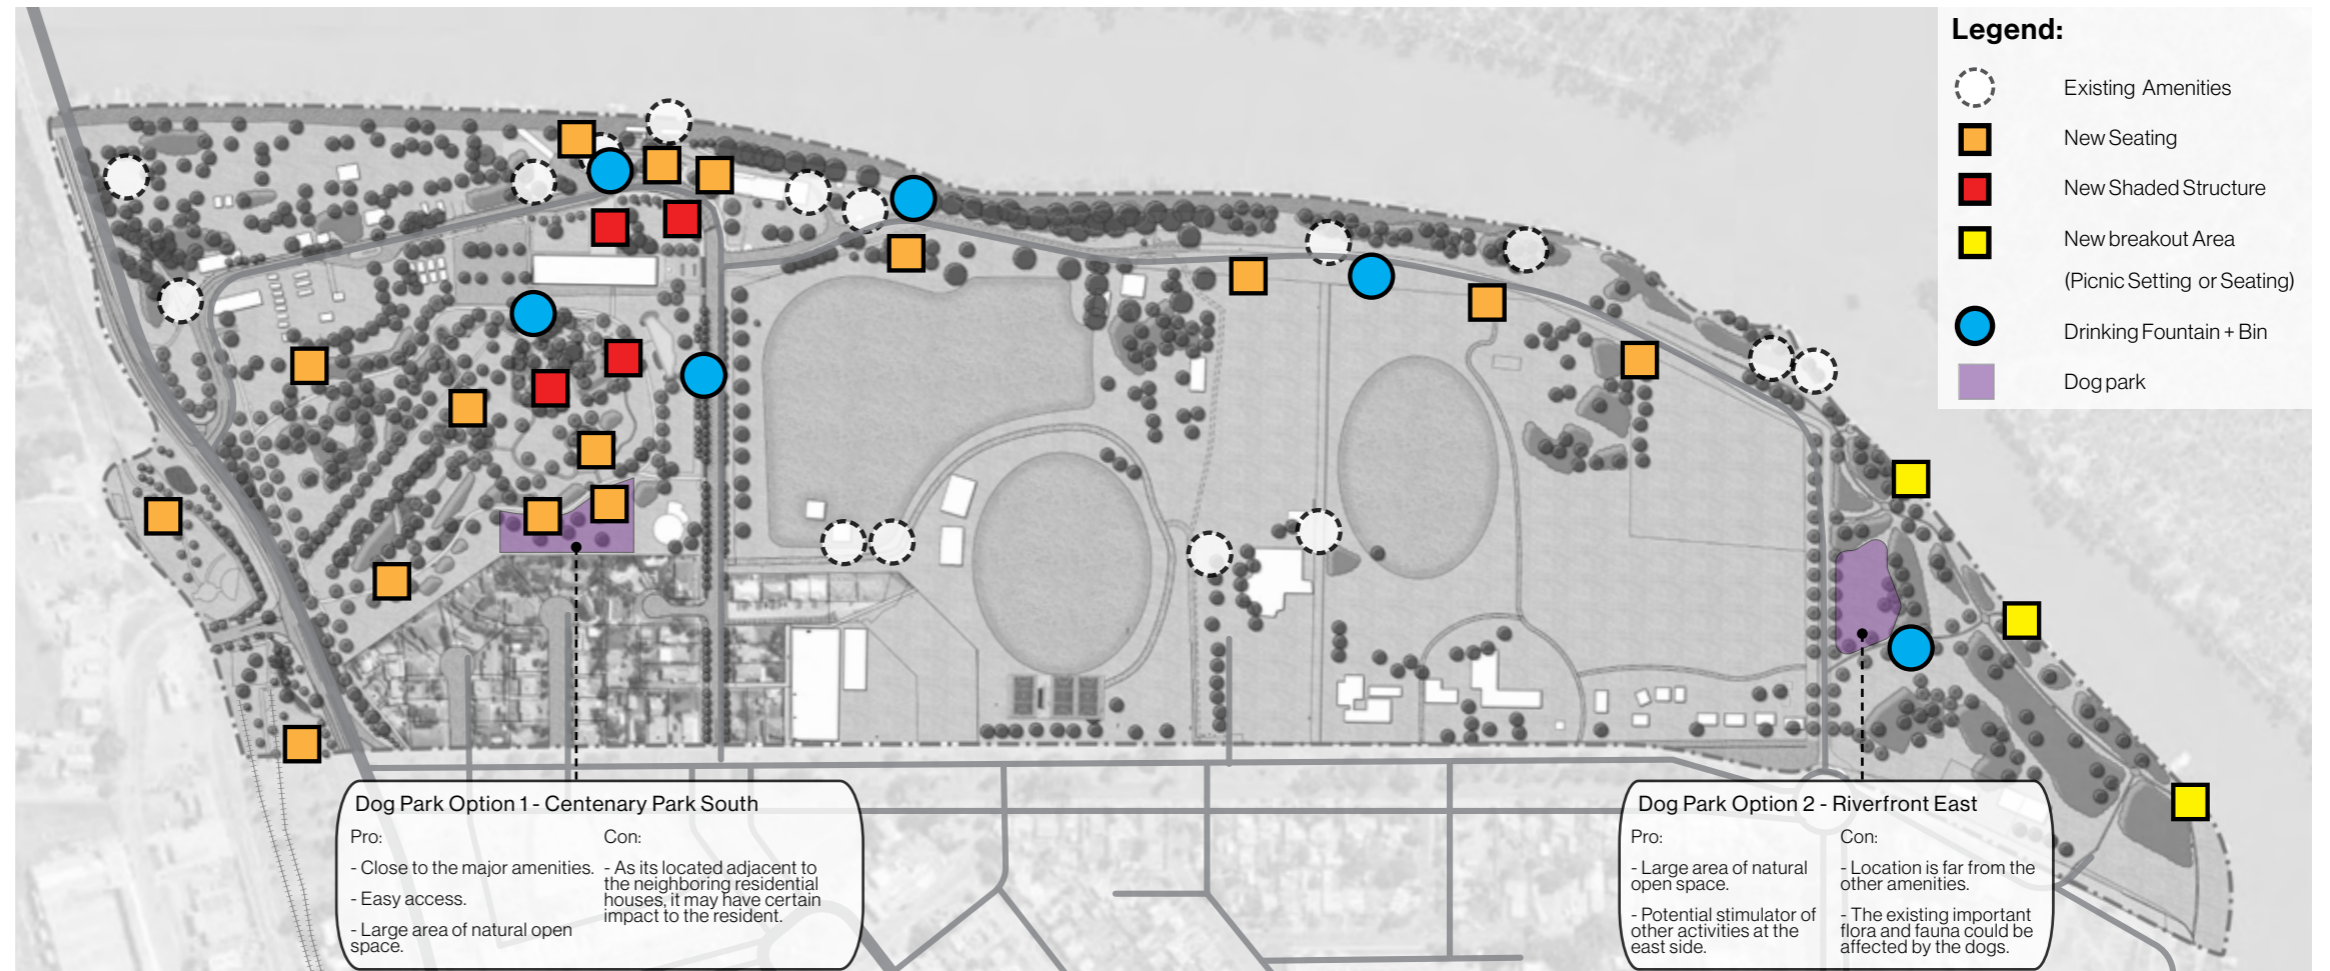 Legend:
Existing Amenities
New Seating
New Shaded Structure
New breakout Area
(Picnic Setting or Seating)
Drinking Fountain + Bin
Dog park
Dog Park Option 1 - Centenary Park South
Pro:
- Close to the major amenities.
- Easy access.
- Large area of natural open
space.
Con:
- As its located adjacent to
the neighboring residential
houses, it may have certain
impact to the resident.
Dog Park Option 2 - Riverfront East
Pro:
- Large area of natural
open space.
- Potential stimulator of
other activities at the
east side.
Con:
- Location is far from the
other amenities.
- The existing important
flora and fauna could be
affected by the dogs.